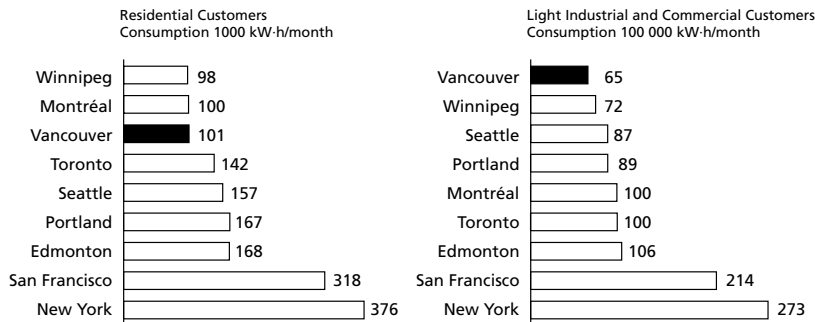 Residential Customers
Consumption 1000 kW·h/month
Winnipeg 98
Montréal 100
Vancouver 101
Toronto 142
Seattle 157
Portland 167
Edmonton 168
San Francisco 318
New York 376
Light Industrial and Commercial Customers
Consumption 100 000 kW·h/month
Vancouver 65
Winnipeg 72
Seattle 87
Portland 89
Montréal 100
Toronto 100
Edmonton 106
San Francisco 214
New York 273